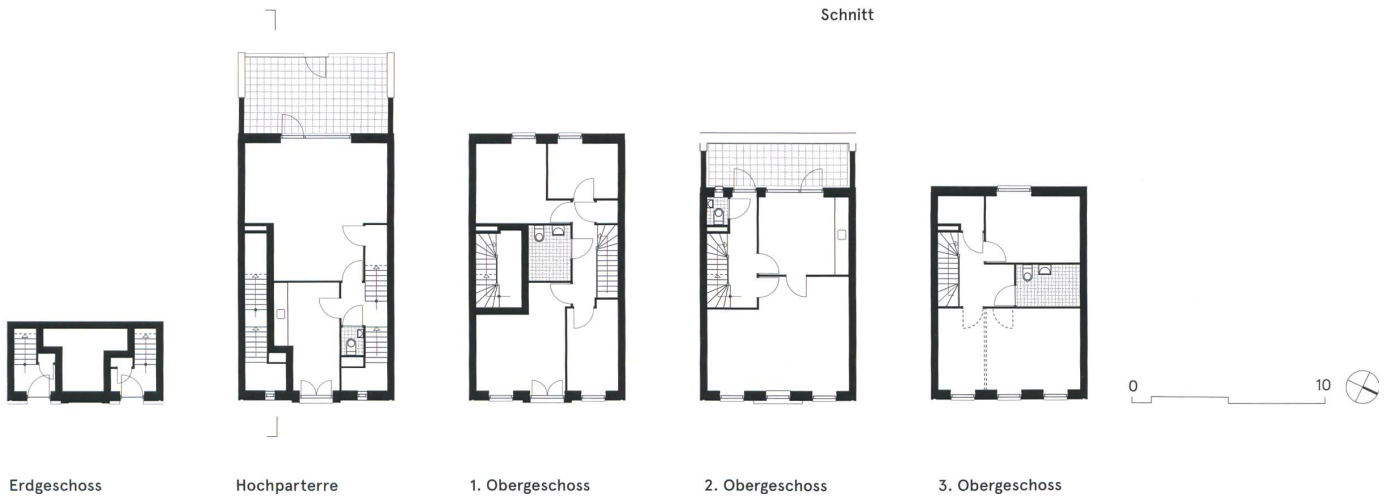 Schnitt
0 10
Erdgeschoss
Hochparterre
1. Obergeschoss
2. Obergeschoss
3. Obergeschoss